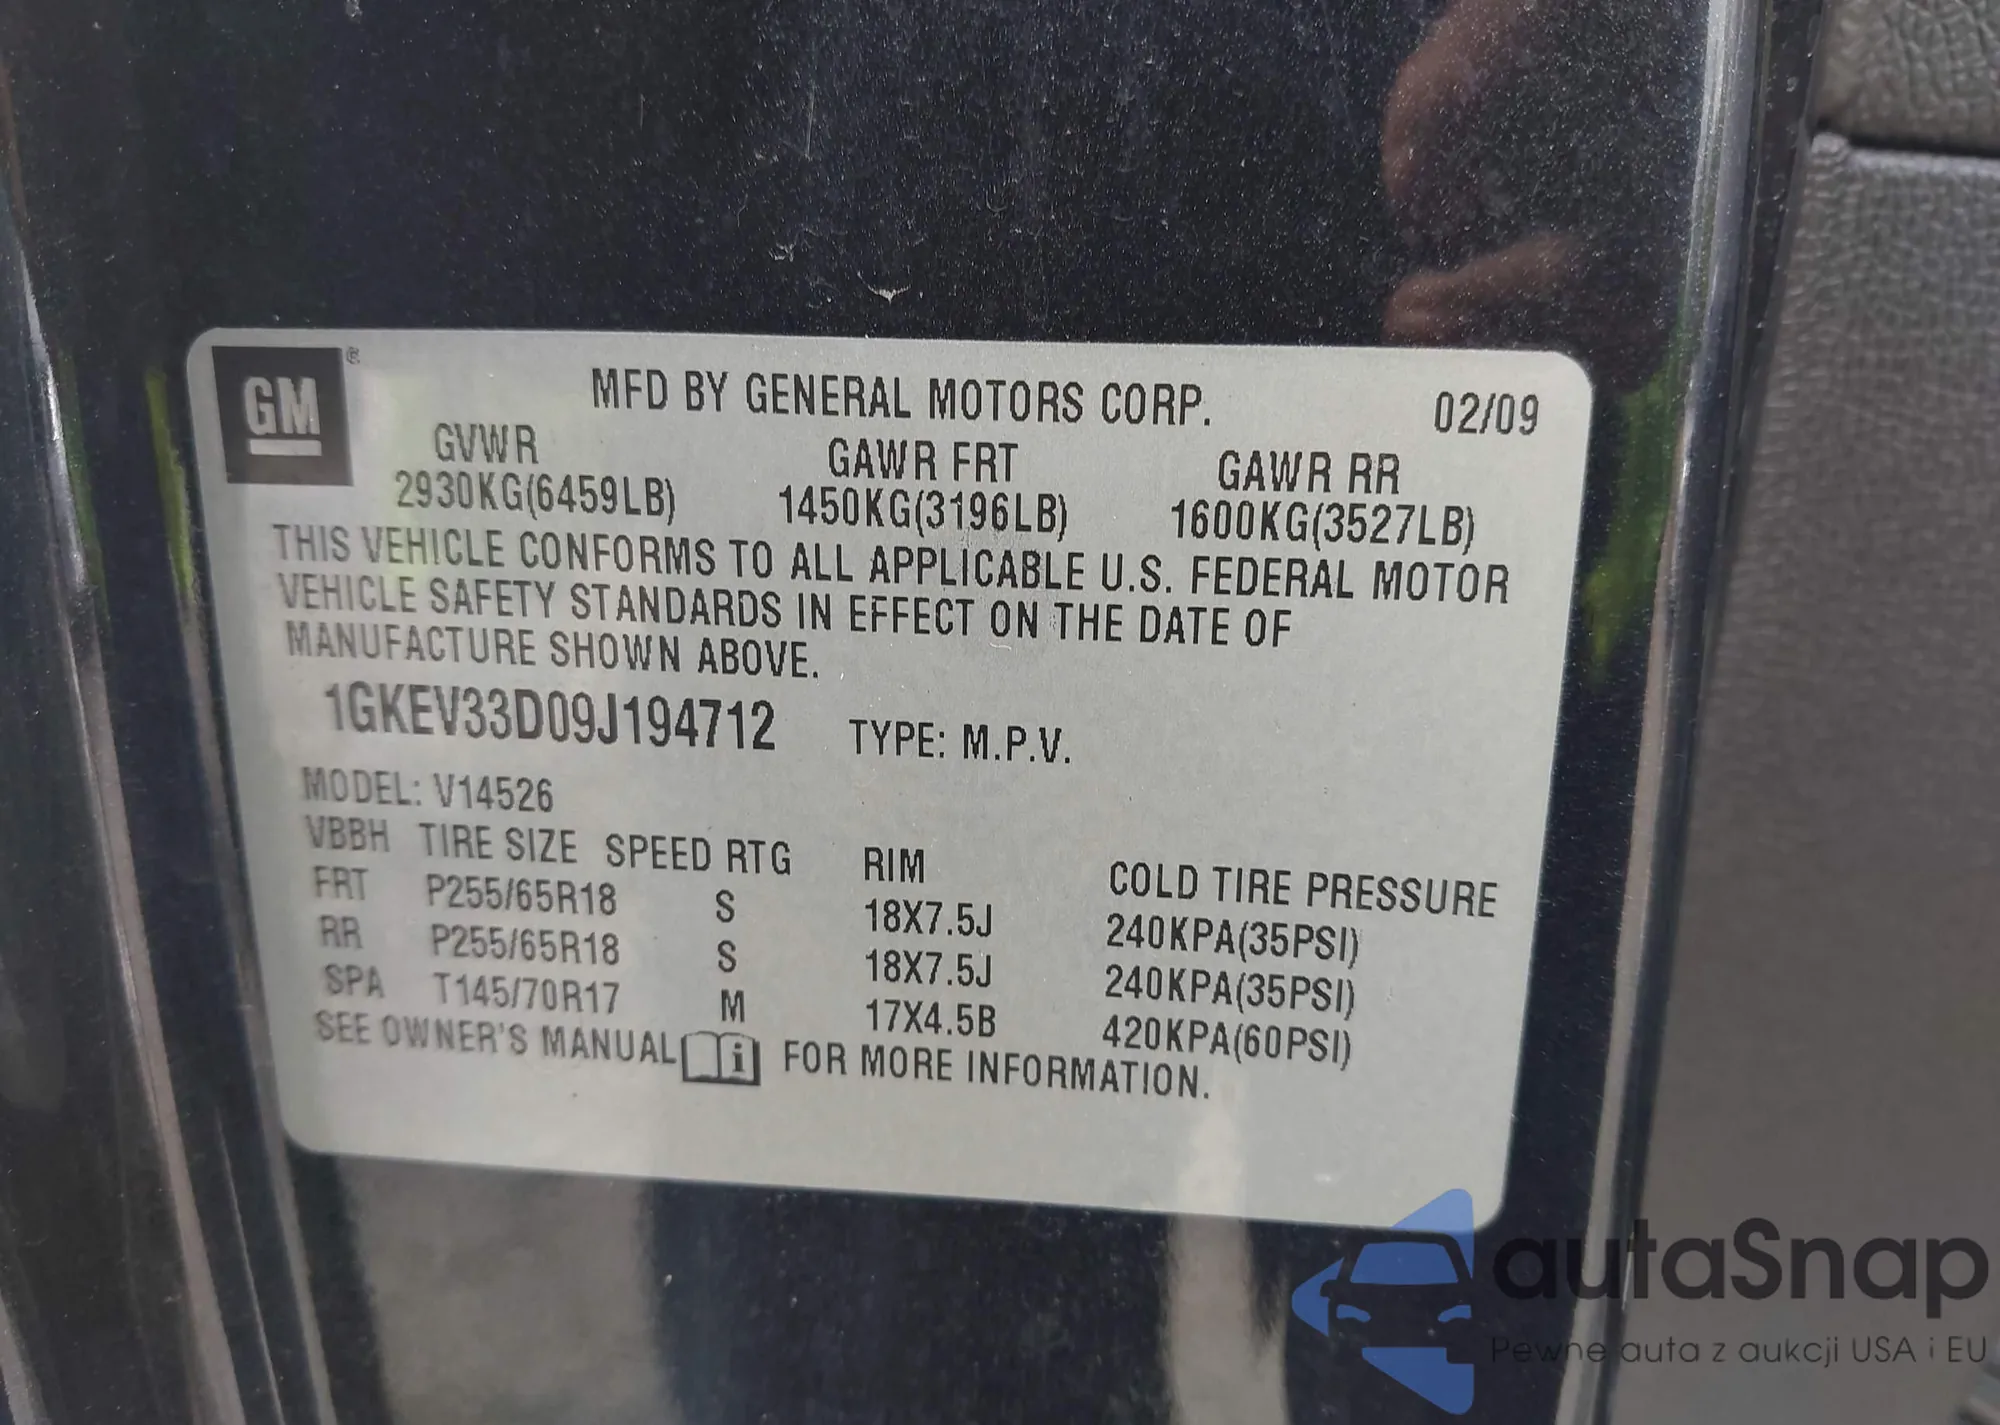 GM ®
MFD BY GENERAL MOTORS CORP. 02/09
GVWR GAWR FRT GAWR RR
2930KG(6459LB) 1450KG(3196LB) 1600KG(3527LB)
THIS VEHICLE CONFORMS TO ALL APPLICABLE U.S. FEDERAL MOTOR
VEHICLE SAFETY STANDARDS IN EFFECT ON THE DATE OF
MANUFACTURE SHOWN ABOVE.
1GKEV33D09J194712 TYPE: M.P.V.
MODEL: V14526
VBBH TIRE SIZE SPEED RTG RIM COLD TIRE PRESSURE
FRT P255/65R18 S 18X7.5J 240KPA(35PSI)
RR P255/65R18 S 18X7.5J 240KPA(35PSI)
SPA T145/70R17 M 17X4.5B 420KPA(60PSI)
SEE OWNER'S MANUAL i FOR MORE INFORMATION.
autaSnap
Pewne auta z aukcji USA i EU